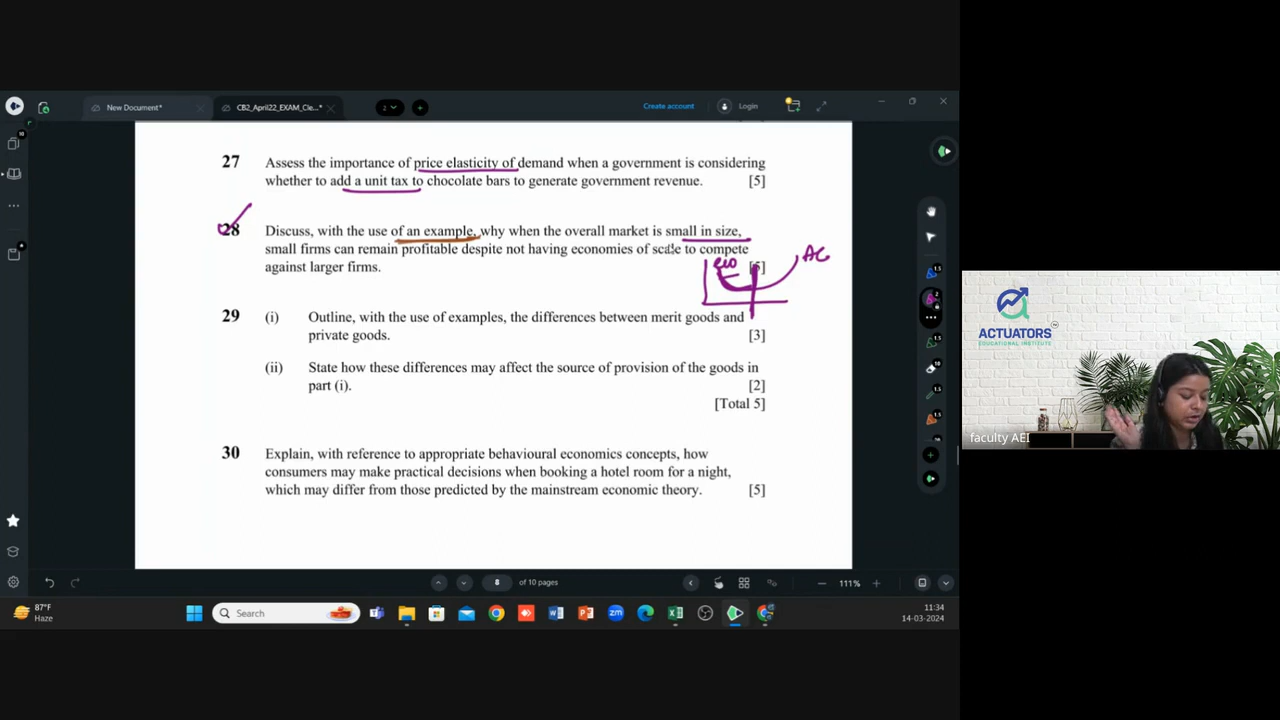 New Document*
CB2_April22_EXAM_Cle...*
2
Create account
Login
27 Assess the importance of price elasticity of demand when a government is considering
whether to add a unit tax to chocolate bars to generate government revenue. [5]
28 Discuss, with the use of an example, why when the overall market is small in size,
small firms can remain profitable despite not having economies of scale to compete
against larger firms. [5]
AC
29 (i) Outline, with the use of examples, the differences between merit goods and
private goods. [3]
(ii) State how these differences may affect the source of provision of the goods in
part (i). [2]
[Total 5]
30 Explain, with reference to appropriate behavioural economics concepts, how
consumers may make practical decisions when booking a hotel room for a night,
which may differ from those predicted by the mainstream economic theory. [5]
ACTUATORS
EDUCATIONAL INSTITUTE
faculty AEI
8 of 10 pages
111%
87°F
Haze
Search
11:34
14-03-2024